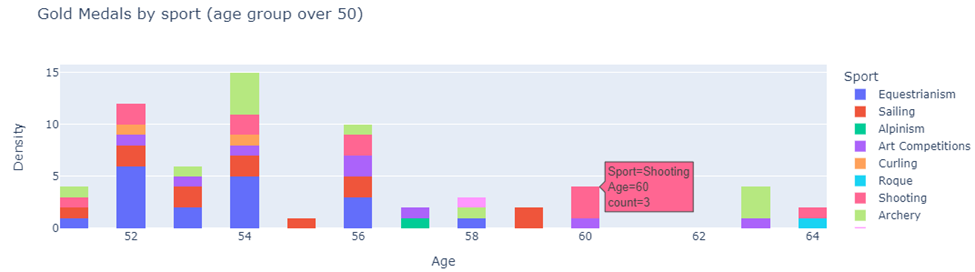 Gold Medals by sport (age group over 50)
Density
15
10
5
0
52
54
56
58
60
62
64
Age
Sport=Shooting
Age=60
count=3
Sport
Equestrianism
Sailing
Alpinism
Art Competitions
Curling
Roque
Shooting
Archery